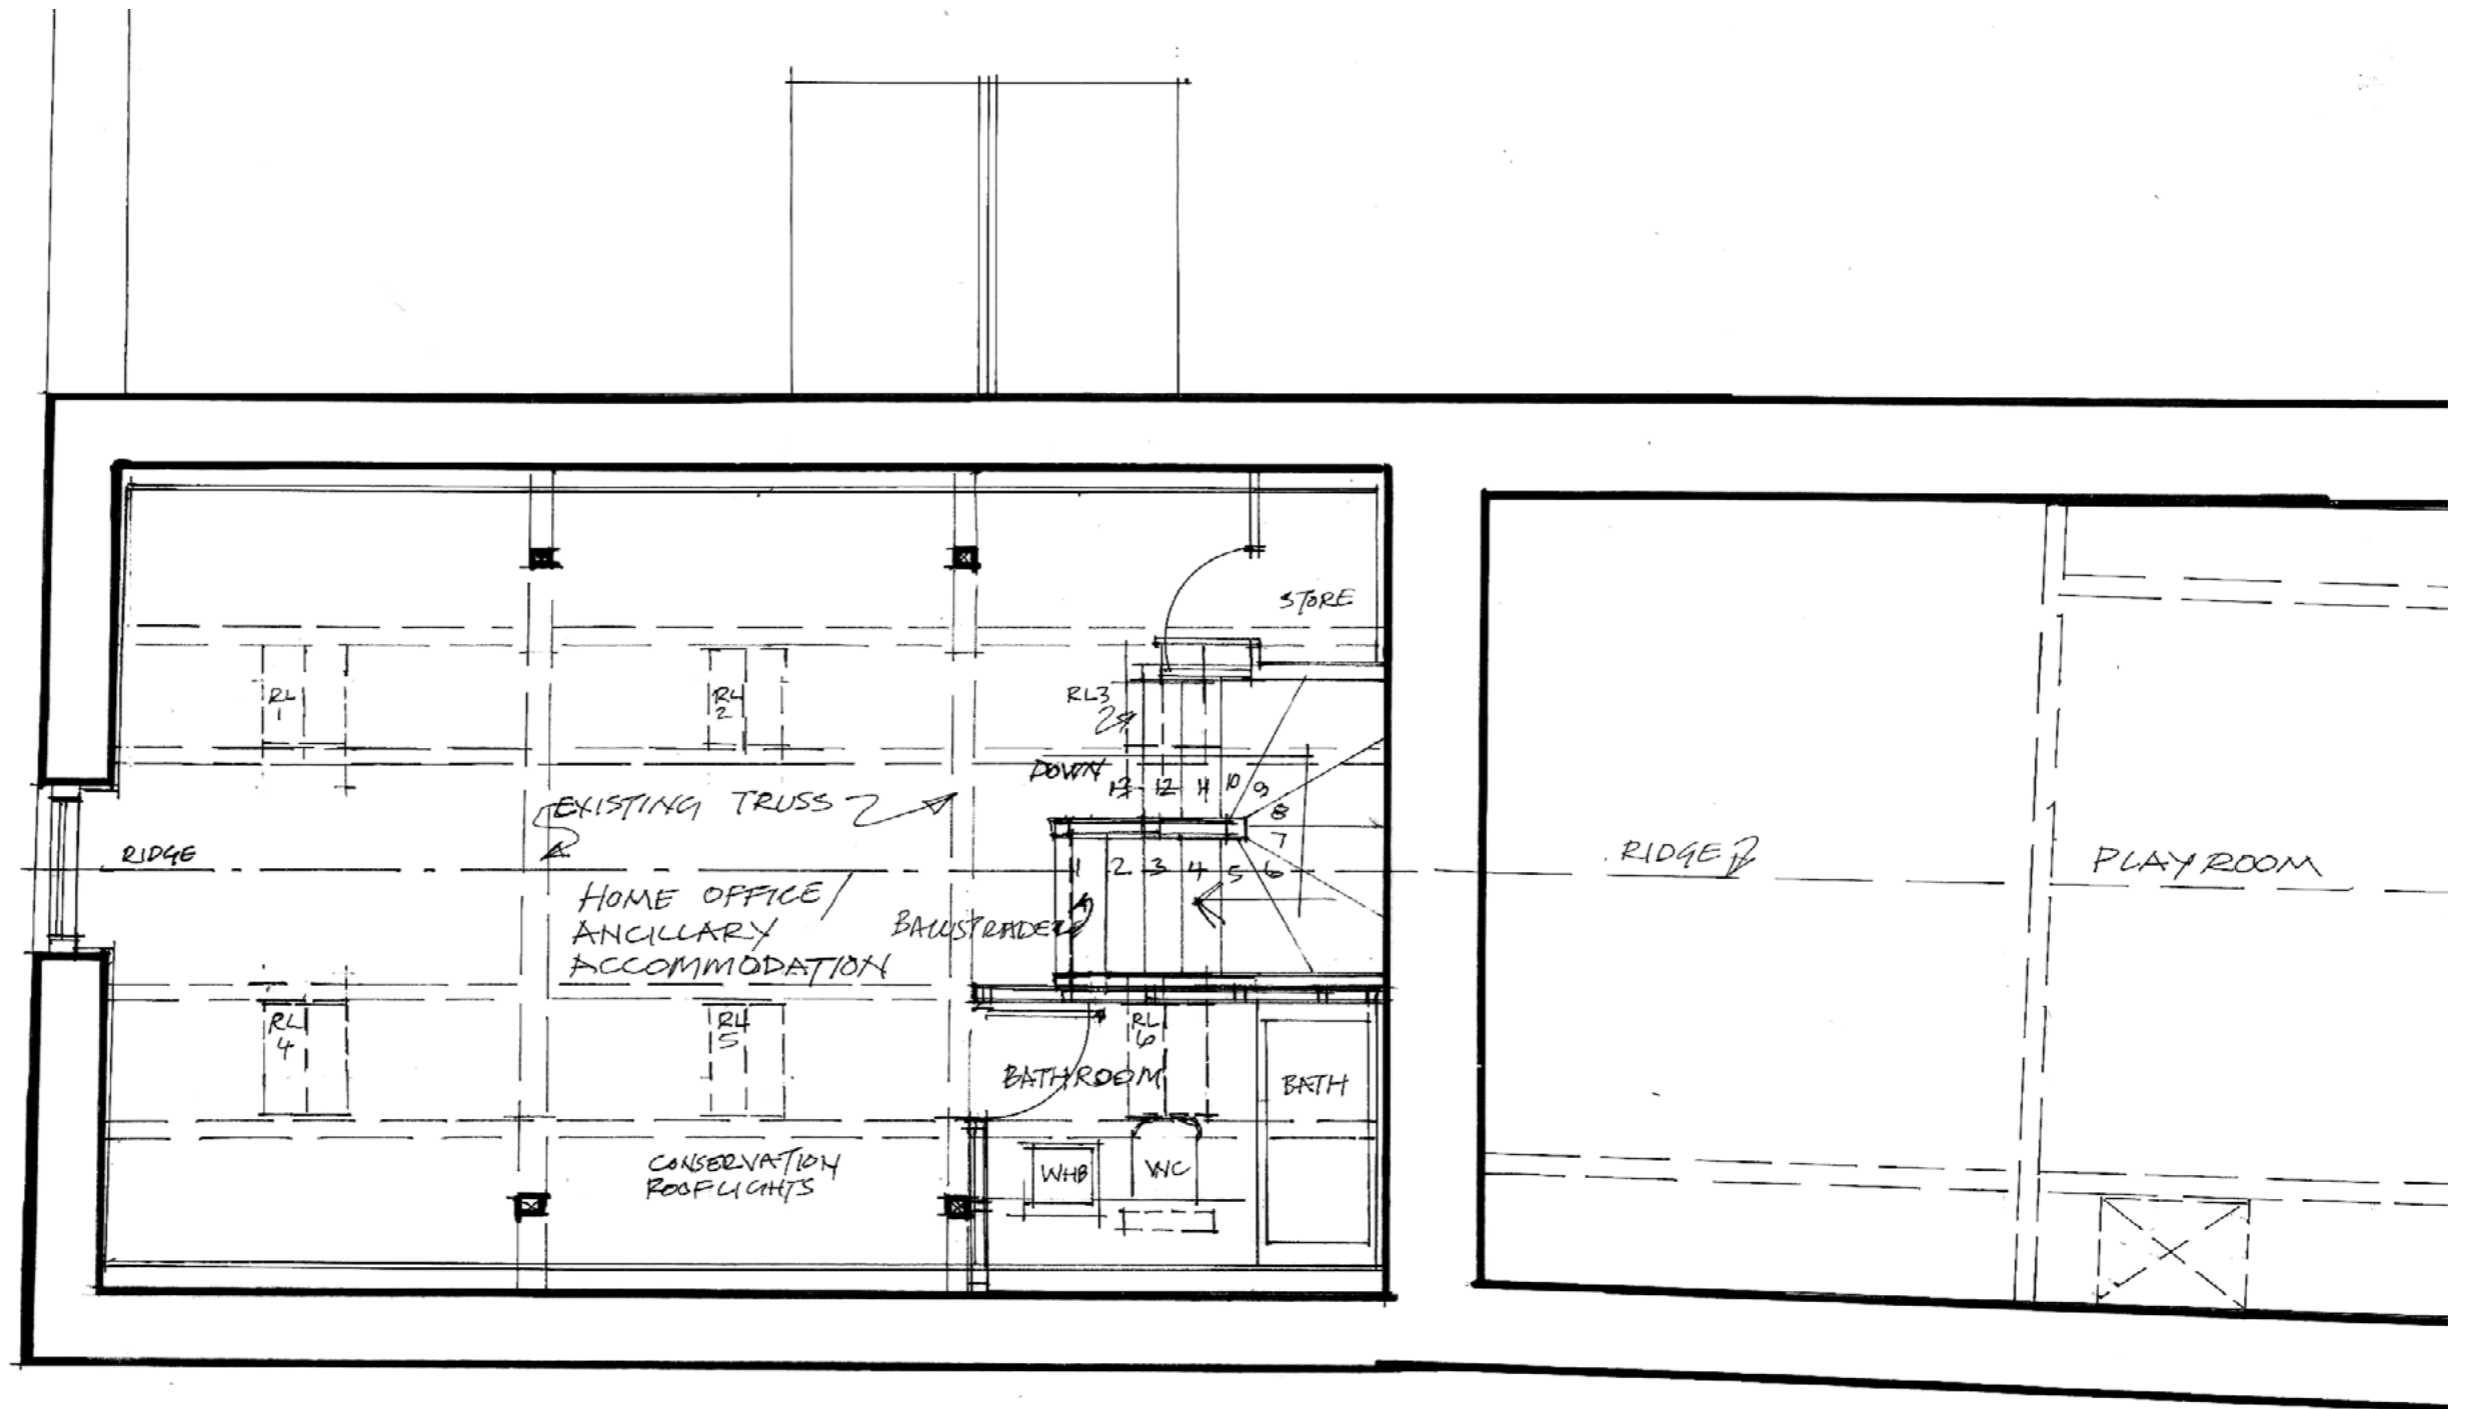 STORE
RL
1
RL
2
RL3
DOWN
13 12 11 10 9
8
7
EXISTING TRUSS
RIDGE
1 2 3 4 5 6
RIDGE
PLAYROOM
HOME OFFICE/
ANCILLARY
ACCOMMODATION
BALUSTRADE
RL
4
RL
5
RL
6
BATHROOM
BATH
CONSERVATION
ROOFLIGHTS
WHB
WC